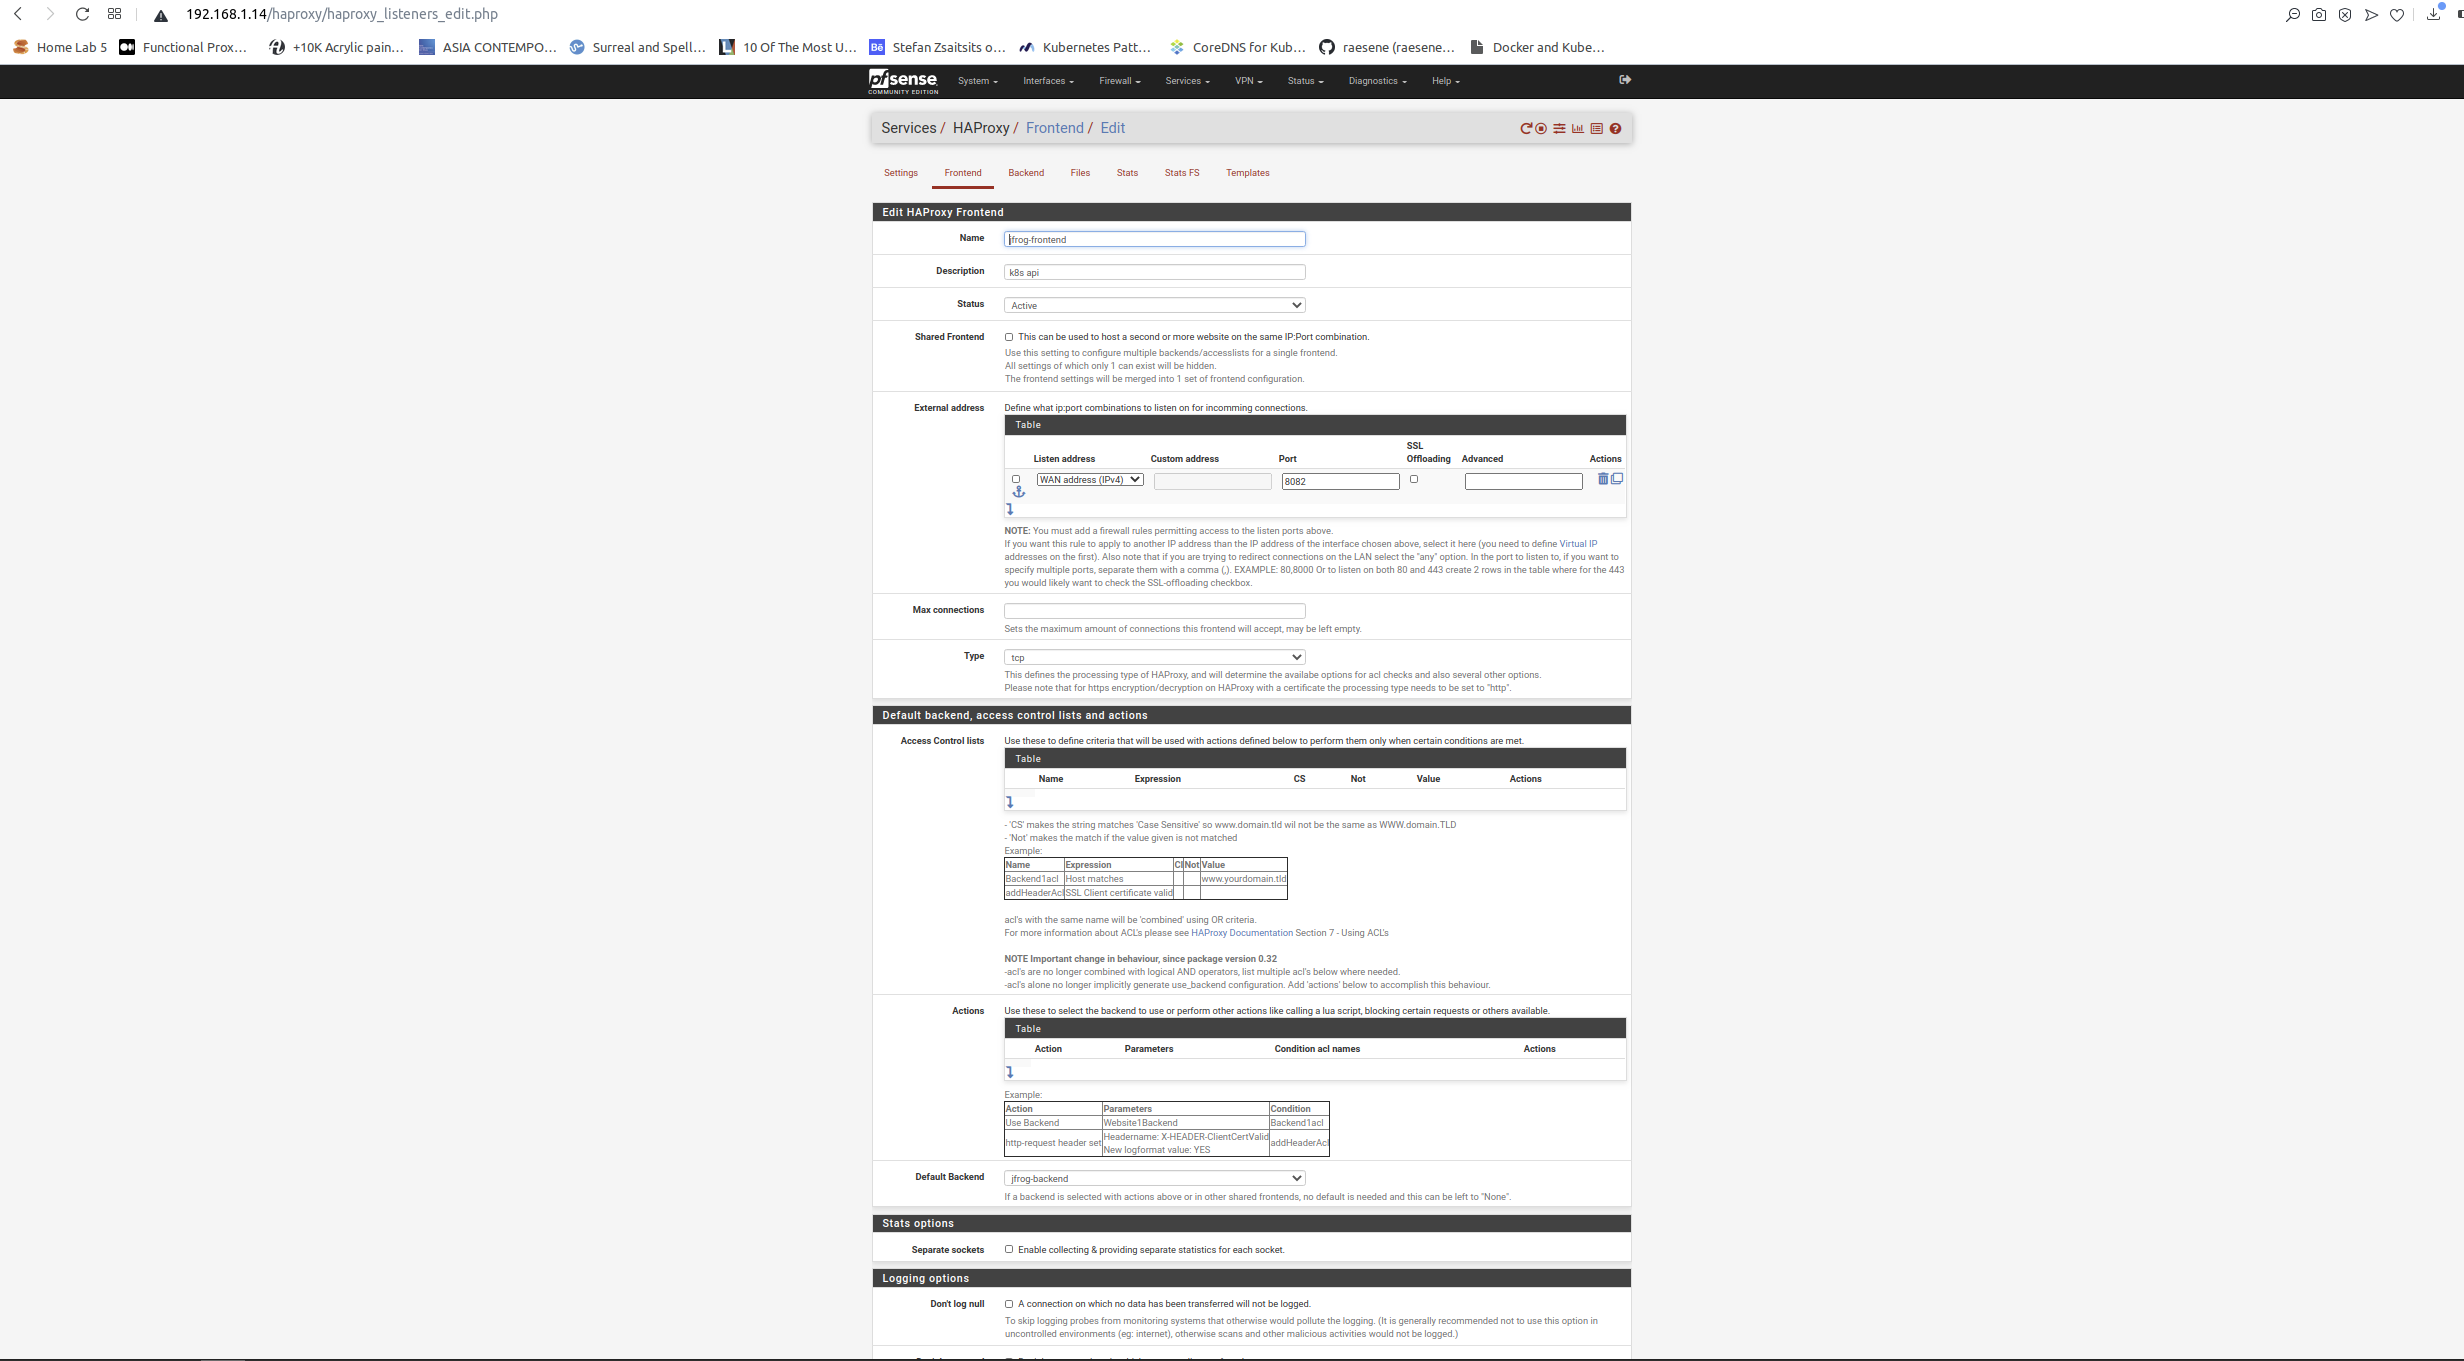 192.168.1.14/haproxy/haproxy_listeners_edit.php
Home Lab 5 Functional Prox... +10K Acrylic pain... ASIA CONTEMPO... Surreal and Spell... 10 Of The Most U... Bē Stefan Zsaitsits o... Kubernetes Patt... CoreDNS for Kub... raesene (raesene... Docker and Kube...
pfsense COMMUNITY EDITION System Interfaces Firewall Services VPN Status Diagnostics Help
Services / HAProxy / Frontend / Edit
Settings Frontend Backend Files Stats Stats FS Templates
Edit HAProxy Frontend
Name jfrog-frontend
Description k8s api
Status Active
Shared Frontend This can be used to host a second or more website on the same IP:Port combination.
Use this setting to configure multiple backends/accesslists for a single frontend.
All settings of which only 1 can exist will be hidden.
The frontend settings will be merged into 1 set of frontend configuration.
External address Define what ip:port combinations to listen on for incomming connections.
Table
Listen address Custom address Port SSL Offloading Advanced Actions
WAN address (IPv4) 8082
NOTE: You must add a firewall rules permitting access to the listen ports above.
If you want this rule to apply to another IP address than the IP address of the interface chosen above, select it here (you need to define Virtual IP
addresses on the first). Also note that if you are trying to redirect connections on the LAN select the "any" option. In the port to listen to, if you want to
specify multiple ports, separate them with a comma (,). EXAMPLE: 80,8000 Or to listen on both 80 and 443 create 2 rows in the table where for the 443
you would likely want to check the SSL-offloading checkbox.
Max connections
Sets the maximum amount of connections this frontend will accept, may be left empty.
Type tcp
This defines the processing type of HAProxy, and will determine the availabe options for acl checks and also several other options.
Please note that for https encryption/decryption on HAProxy with a certificate the processing type needs to be set to "http".
Default backend, access control lists and actions
Access Control lists Use these to define criteria that will be used with actions defined below to perform them only when certain conditions are met.
Table
Name Expression CS Not Value Actions
- 'CS' makes the string matches 'Case Sensitive' so www.domain.tld wil not be the same as WWW.domain.TLD
- 'Not' makes the match if the value given is not matched
Example:
Name Expression CI Not Value
Backend1acl Host matches www.yourdomain.tld
addHeaderAcl SSL Client certificate valid
acl's with the same name will be 'combined' using OR criteria.
For more information about ACL's please see HAProxy Documentation Section 7 - Using ACL's
NOTE Important change in behaviour, since package version 0.32
-acl's are no longer combined with logical AND operators, list multiple acl's below where needed.
-acl's alone no longer implicitly generate use_backend configuration. Add 'actions' below to accomplish this behaviour.
Actions Use these to select the backend to use or perform other actions like calling a lua script, blocking certain requests or others available.
Table
Action Parameters Condition acl names Actions
Example:
Action Parameters Condition
Use Backend Website1Backend Backend1acl
http-request header set Headername: X-HEADER-ClientCertValid addHeaderAcl
New logformat value: YES
Default Backend jfrog-backend
If a backend is selected with actions above or in other shared frontends, no default is needed and this can be left to "None".
Stats options
Separate sockets Enable collecting & providing separate statistics for each socket.
Logging options
Don't log null A connection on which no data has been transferred will not be logged.
To skip logging probes from monitoring systems that otherwise would pollute the logging. (It is generally recommended not to use this option in
uncontrolled environments (eg: internet), otherwise scans and other malicious activities would not be logged.)